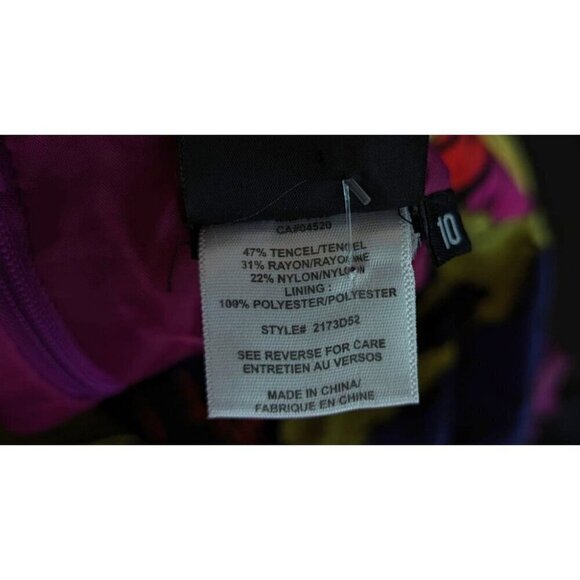 CA#04520
47% TENCEL/TENCEL
31% RAYON/RAYONNE
22% NYLON/NYLON
LINING :
100% POLYESTER/POLYESTER
STYLE# 2173D52
SEE REVERSE FOR CARE
ENTRETIEN AU VERSOS
MADE IN CHINA/
FABRIQUE EN CHINE
10